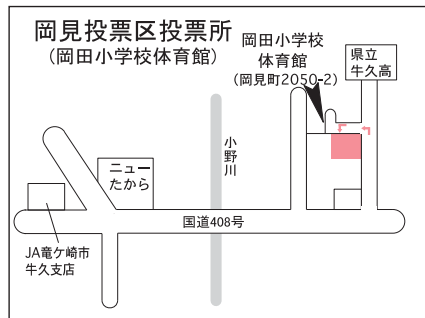 岡見投票区投票所
(岡田小学校体育館)
岡田小学校
体育館
(岡見町2050-2)
県立
牛久高
小野川
ニュー
たから
国道408号
JA竜ケ崎市
牛久支店